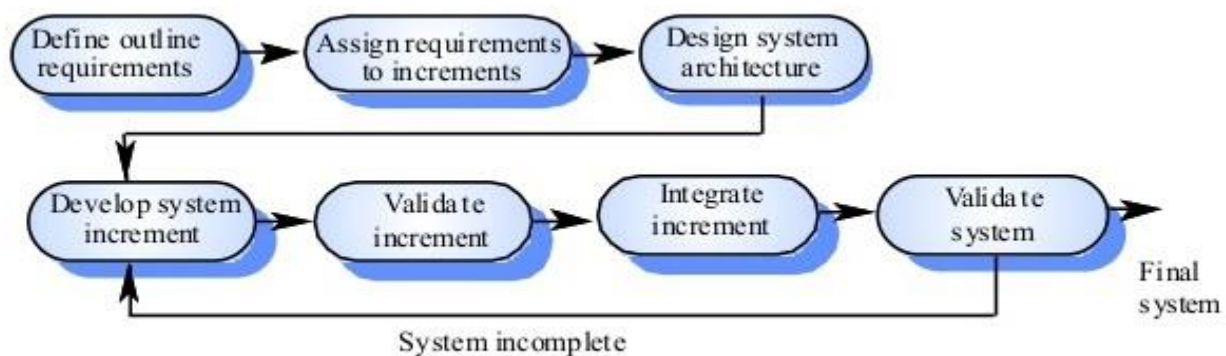 Define outline
requirements
Assign requirements
to increments
Design system
architecture
Develop system
increment
Validate
increment
Integrate
increment
Validate
system
Final
system
System incomplete